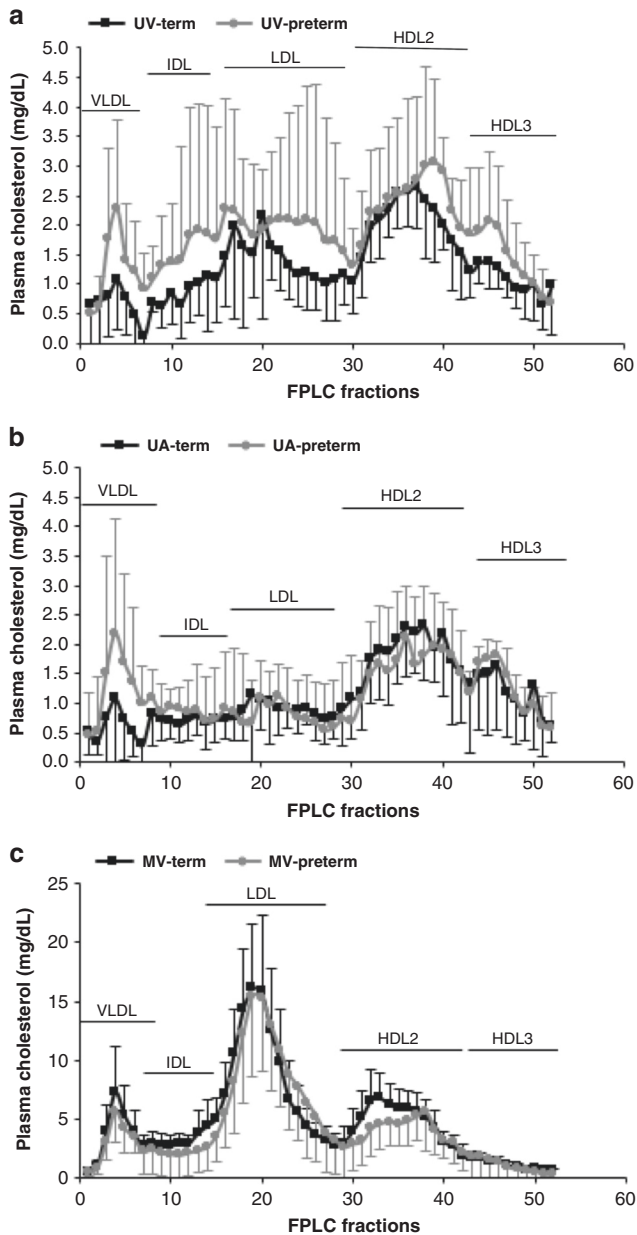 a
UV-term UV-preterm
Plasma cholesterol (mg/dL)
5.0
4.5
4.0
3.5
3.0
2.5
2.0
1.5
1.0
0.5
0.0
VLDL
IDL
LDL
HDL2
HDL3
0 10 20 30 40 50 60
FPLC fractions
b
UA-term UA-preterm
Plasma cholesterol (mg/dL)
5.0
4.5
4.0
3.5
3.0
2.5
2.0
1.5
1.0
0.5
0.0
VLDL
IDL
LDL
HDL2
HDL3
0 10 20 30 40 50 60
FPLC fractions
c
MV-term MV-preterm
Plasma cholesterol (mg/dL)
25
20
15
10
5
0
VLDL
IDL
LDL
HDL2
HDL3
0 10 20 30 40 50 60
FPLC fractions